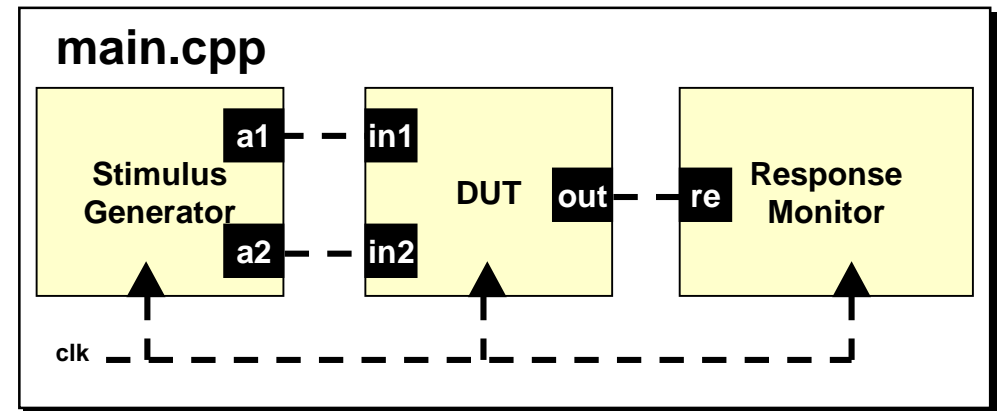 main.cpp
a1
in1
Stimulus
Generator
DUT
out
re
Response
Monitor
a2
in2
clk